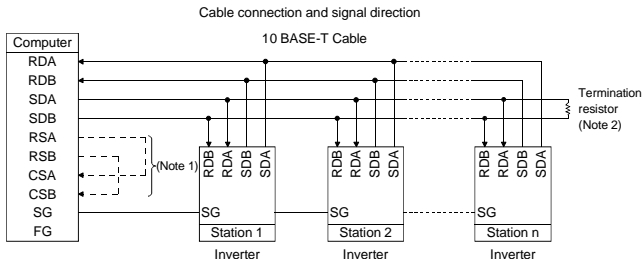 Cable connection and signal direction
10 BASE-T Cable
Computer
RDA
RDB
SDA
SDB
RSA
RSB
CSA
CSB
SG
FG
(Note 1)
Termination
resistor
(Note 2)
RDB RDA SDB SDA
SG
Station 1
Inverter
RDB RDA SDB SDA
SG
Station 2
Inverter
RDB RDA SDB SDA
SG
Station n
Inverter